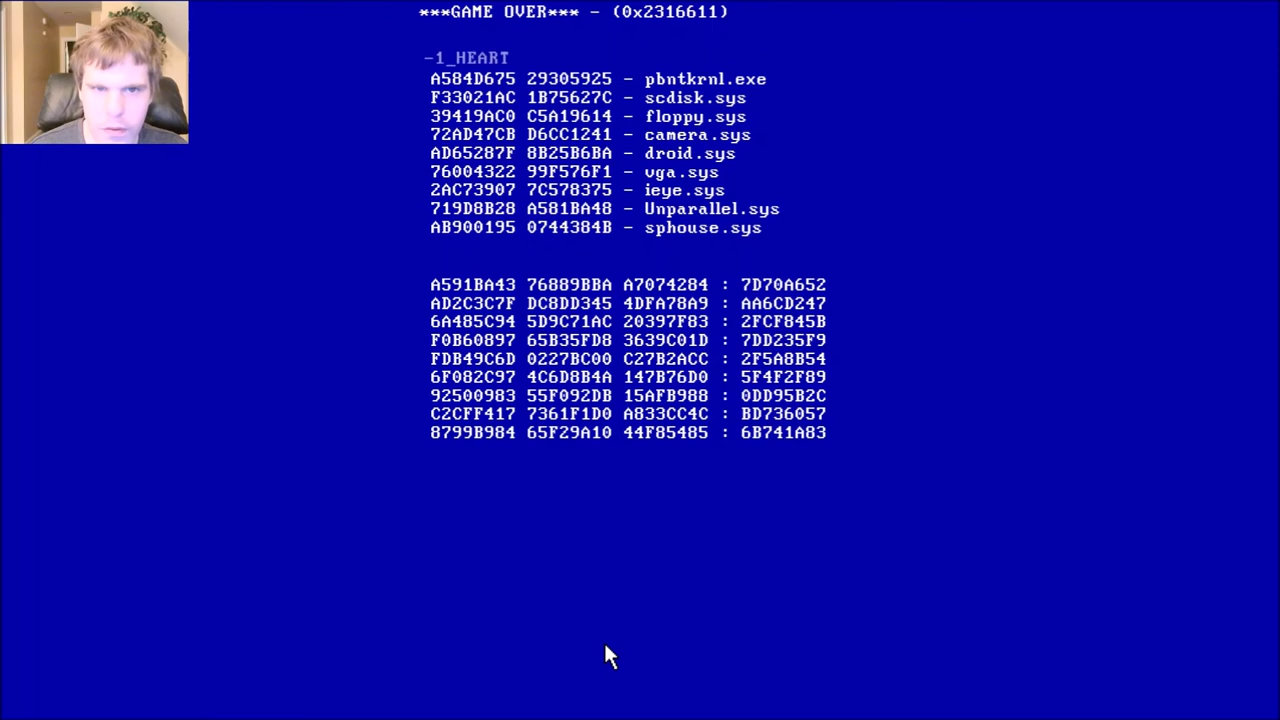 ***GAME OVER*** - (0x2316611)
-1_HEART
A584D675 29305925 - pbntkrnl.exe
F33021AC 1B75627C - scdisk.sys
39419AC0 C5A19614 - floppy.sys
72AD47CB D6CC1241 - camera.sys
AD65287F 8B25B6BA - droid.sys
76004322 99F576F1 - vga.sys
2AC73907 7C578375 - ieye.sys
719D8B28 A581BA48 - Unparallel.sys
AB900195 0744384B - sphouse.sys
A591BA43 76889BBA A7074284 : 7D70A652
AD2C3C7F DC8DD345 4DFA78A9 : AA6CD247
6A485C94 5D9C71AC 20397F83 : 2FCF845B
F0B60897 65B35FD8 3639C01D : 7DD235F9
FDB49C6D 0227BC00 C27B2ACC : 2F5A8B54
6F082C97 4C6D8B4A 147B76D0 : 5F4F2F89
92500983 55F092DB 15AFB988 : 0DD95B2C
C2CFF417 7361F1D0 A833CC4C : BD736057
8799B984 65F29A10 44F85485 : 6B741A83